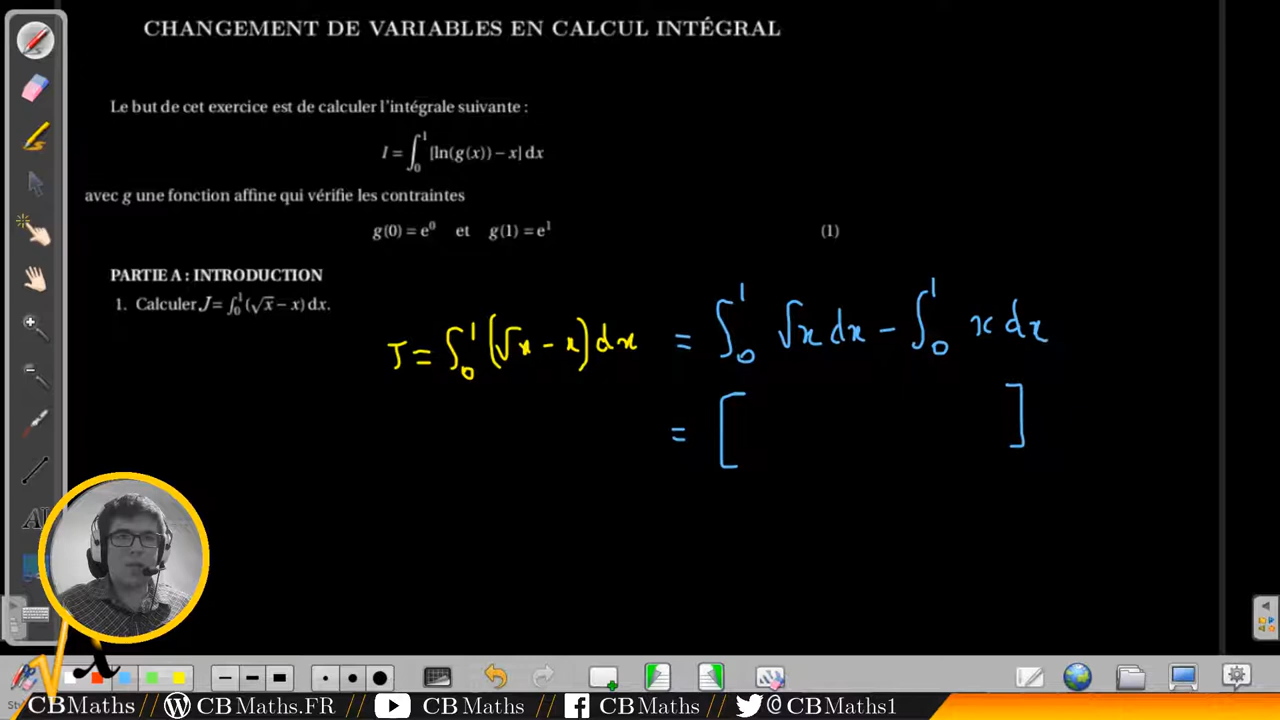 CHANGEMENT DE VARIABLES EN CALCUL INTÉGRAL
Le but de cet exercice est de calculer l'intégrale suivante :
I = ∫₀¹ [ln(g(x)) − x] dx
avec g une fonction affine qui vérifie les contraintes
g(0) = e⁰ et g(1) = e¹ (1)
PARTIE A : INTRODUCTION
1. Calculer J = ∫₀¹ (√x − x) dx.
J = ∫₀¹ (√x − x) dx = ∫₀¹ √x dx − ∫₀¹ x dx
= [ ]
√x
CBMaths CBMaths.FR CBMaths CBMaths @CBMaths1